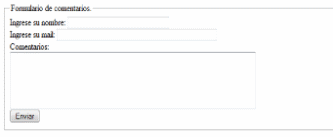 Formulario de comentarios.
Ingrese su nombre:
Ingrese su mail:
Comentarios:
Enviar